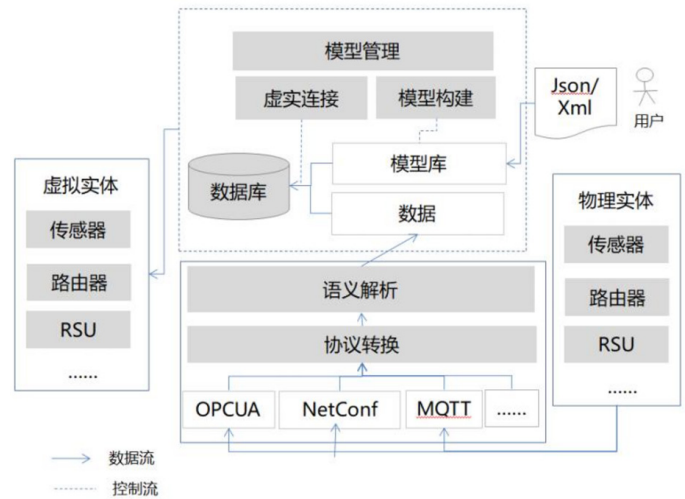 模型管理
虚实连接
模型构建
Json/
Xml
用户
模型库
数据库
数据
虚拟实体
传感器
路由器
RSU
......
物理实体
传感器
路由器
RSU
......
语义解析
协议转换
OPCUA
NetConf
MQTT
......
数据流
控制流